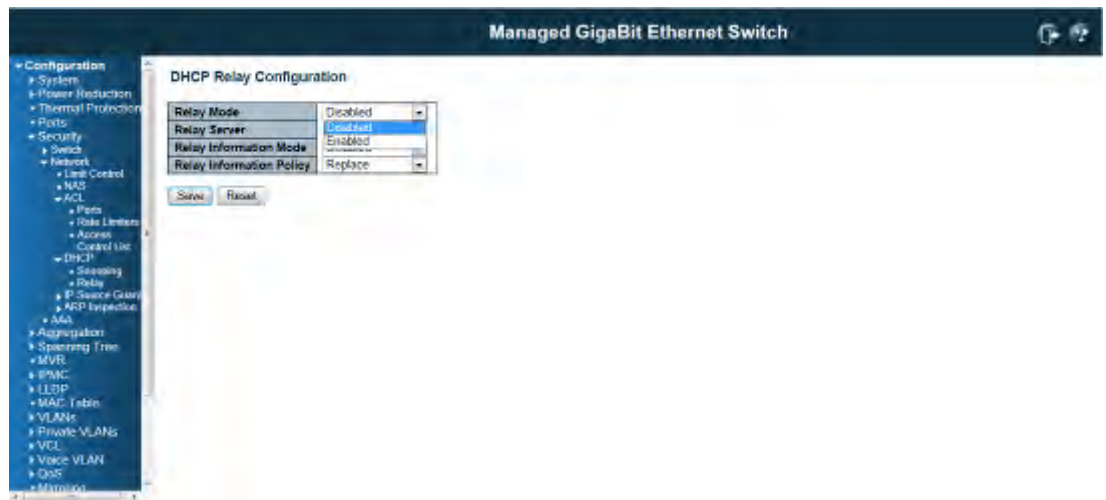 Managed GigaBit Ethernet Switch
Configuration
System
Power Reduction
Thermal Protection
Ports
Security
Switch
Network
Limit Control
NAS
ACL
Ports
Rate Limiters
Access
Control List
DHCP
Snooping
Relay
IP Source Guard
ARP Inspection
AAA
Aggregation
Spanning Tree
MVR
IPMC
LLDP
MAC Table
VLANs
Private VLANs
VCL
Voice VLAN
QoS
Mirroring
DHCP Relay Configuration
Relay Mode Disabled
Relay Server Disabled
Relay Information Mode Enabled
Relay Information Policy Replace
Save Reset